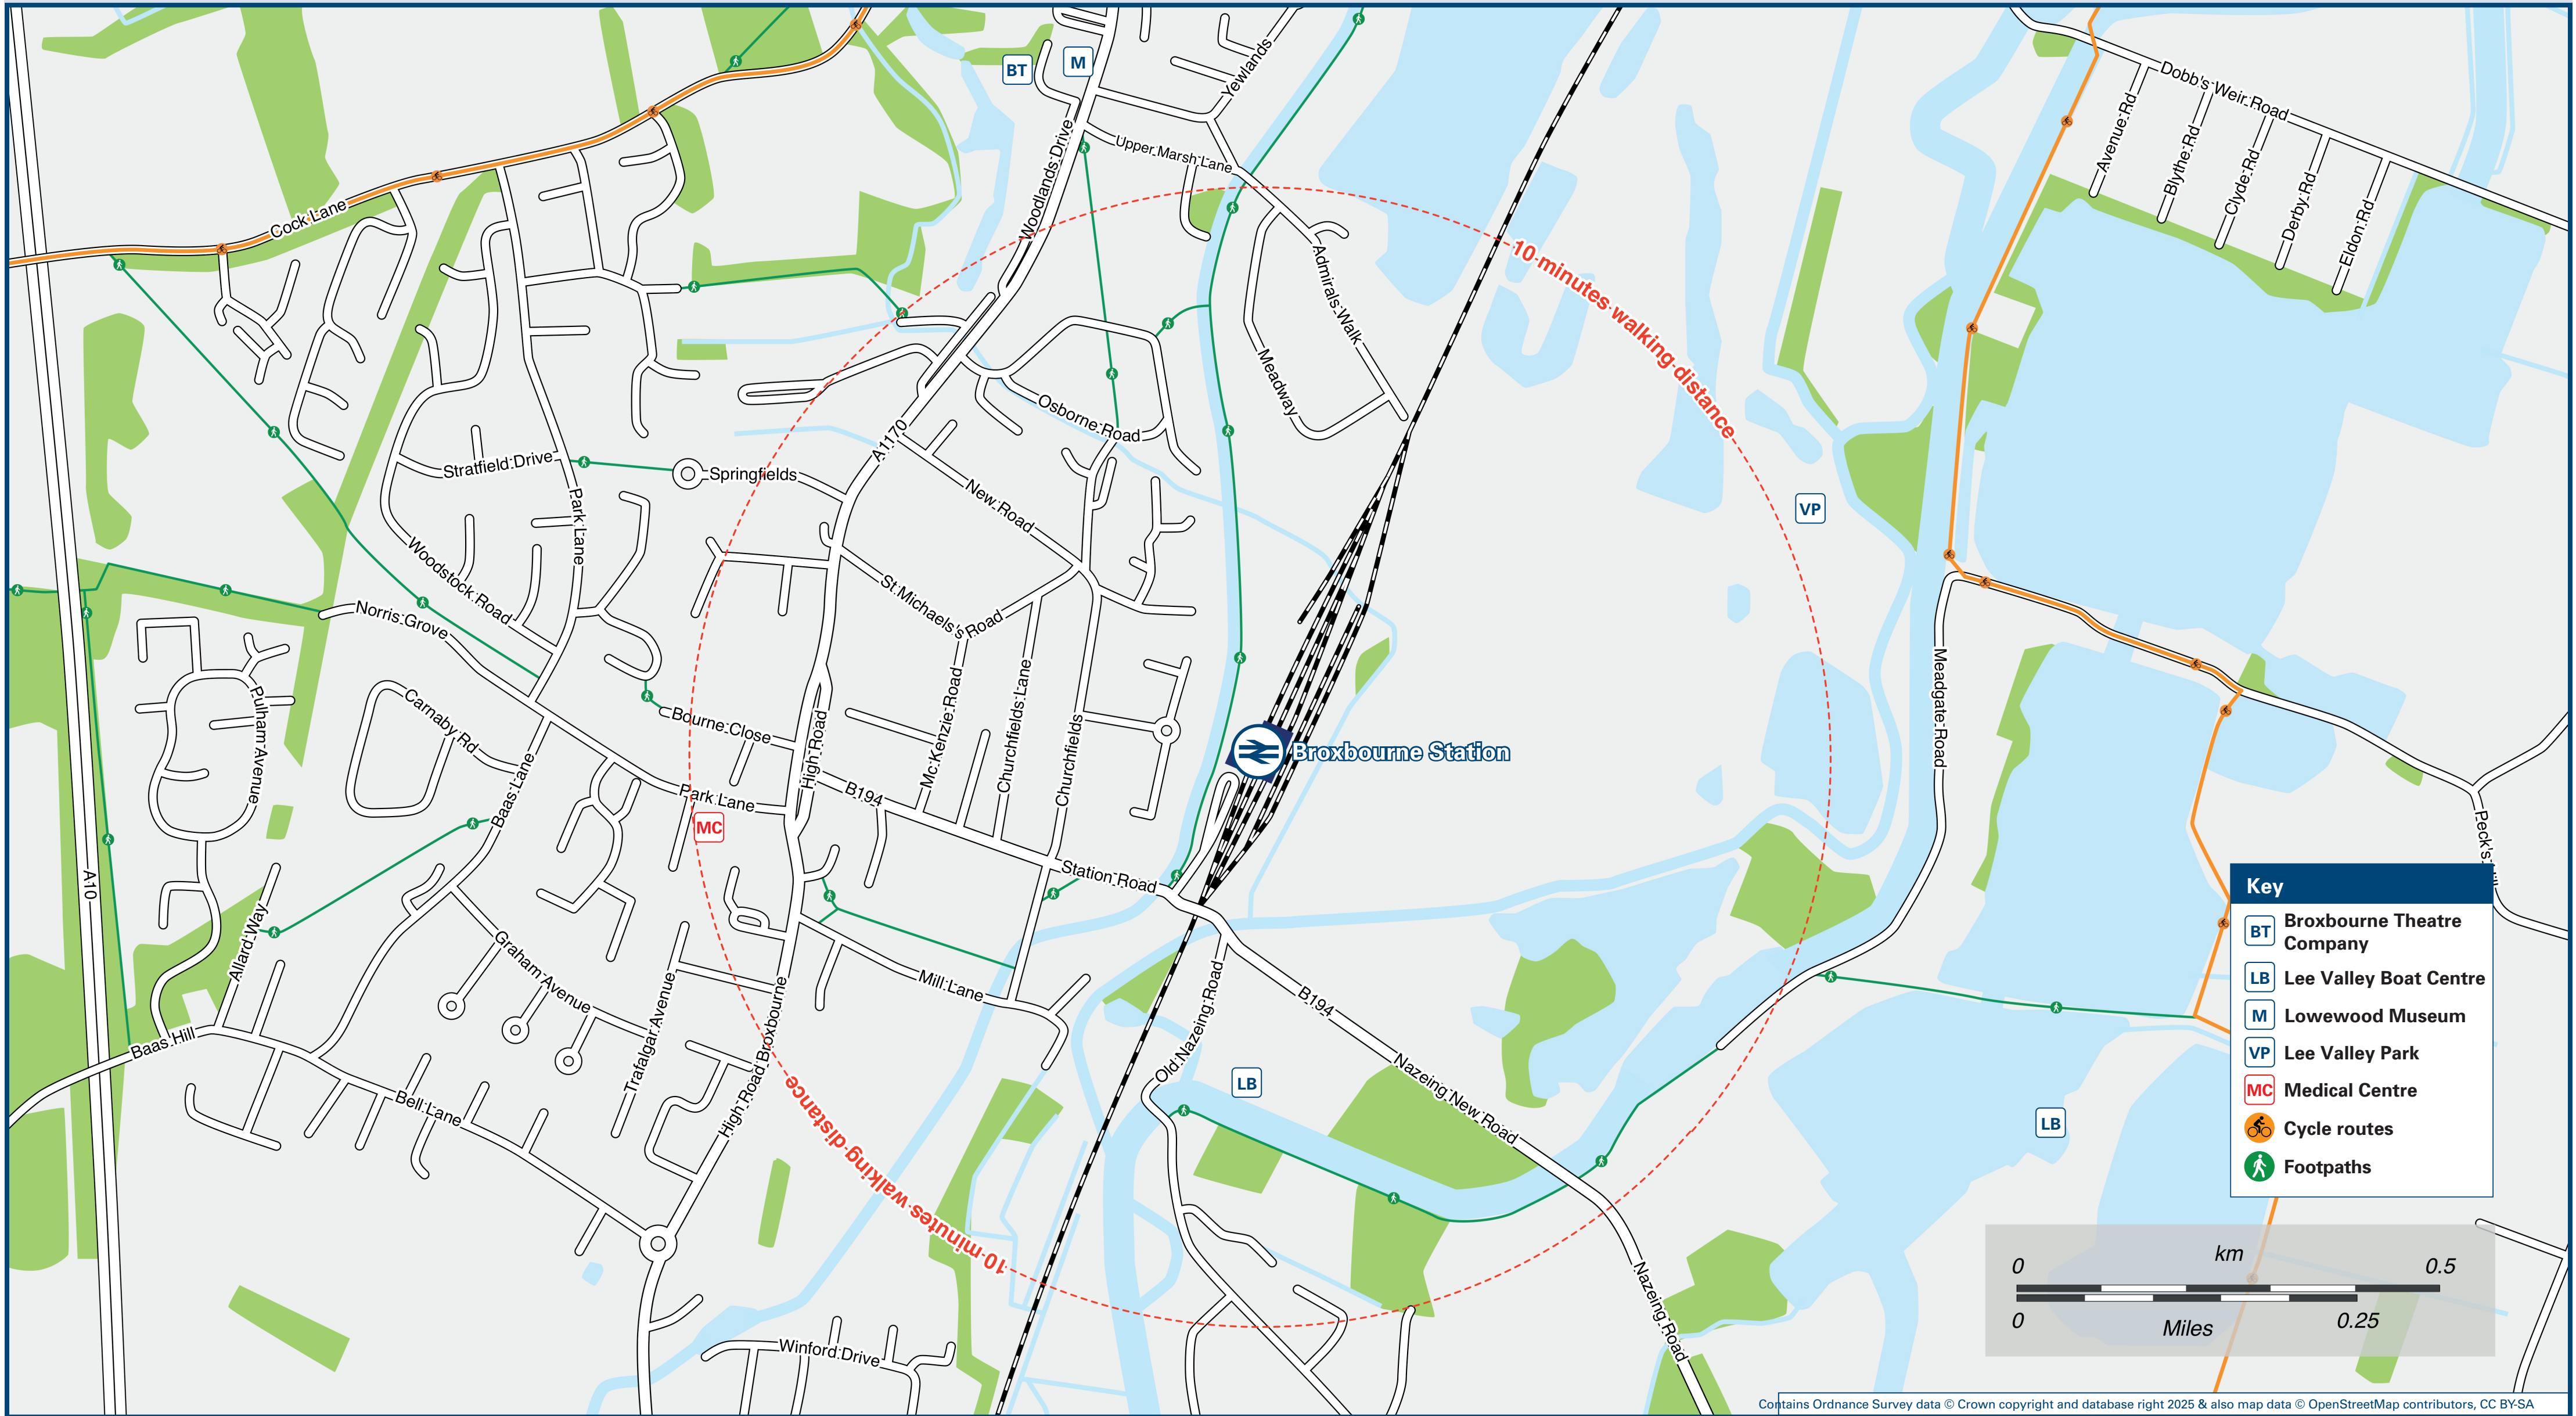 BT
M
Yewlands
Dobb's Weir Road
Avenue Rd
Blythe Rd
Clyde Rd
Derby Rd
Eldon Rd
Woodlands Drive
Upper Marsh Lane
Cock Lane
10 minutes walking distance
Admirals Walk
Meadway
Osborne Road
A1170
Stratfield Drive
Springfields
Park Lane
New Road
VP
Woodstock Road
St Michael's Road
Norris Grove
Pulham Avenue
Carnaby Rd
Bourne Close
High Road
Mc Kenzie Road
Churchfields Lane
Churchfields
Meadgate Road
Broxbourne Station
Baas Lane
Park Lane
B194
MC
Station Road
A10
Peck's
Allard Way
Graham Avenue
Mill Lane
Trafalgar Avenue
High Road Broxbourne
Baas Hill
Bell Lane
Old Nazeing Road
B194
Nazeing New Road
LB
LB
10 minutes walking distance
Nazeing Road
Winford Drive
Key
BT Broxbourne Theatre
Company
LB Lee Valley Boat Centre
M Lowewood Museum
VP Lee Valley Park
MC Medical Centre
Cycle routes
Footpaths
km
0 0.5
0 Miles 0.25
Contains Ordnance Survey data © Crown copyright and database right 2025 & also map data © OpenStreetMap contributors, CC BY-SA